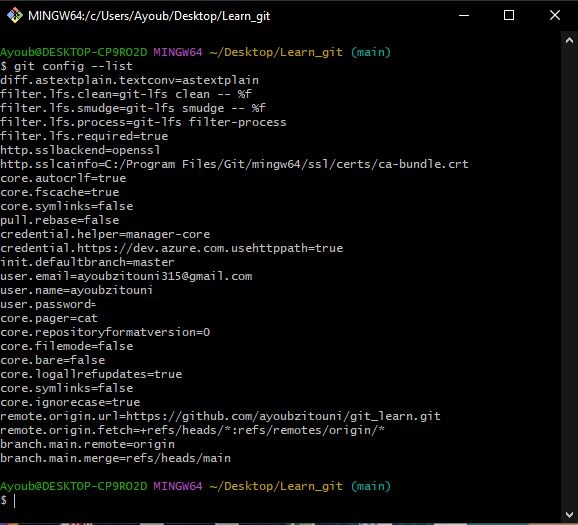 MINGW64:/c/Users/Ayoub/Desktop/Learn_git
Ayoub@DESKTOP-CP9RO2D MINGW64 ~/Desktop/Learn_git (main)
$ git config --list
diff.astextplain.textconv=astextplain
filter.lfs.clean=git-lfs clean -- %f
filter.lfs.smudge=git-lfs smudge -- %f
filter.lfs.process=git-lfs filter-process
filter.lfs.required=true
http.sslbackend=openssl
http.sslcainfo=C:/Program Files/Git/mingw64/ssl/certs/ca-bundle.crt
core.autocrlf=true
core.fscache=true
core.symlinks=false
pull.rebase=false
credential.helper=manager-core
credential.https://dev.azure.com.usehttppath=true
init.defaultbranch=master
user.email=ayoubzitouni315@gmail.com
user.name=ayoubzitouni
user.password=
core.pager=cat
core.repositoryformatversion=0
core.filemode=false
core.bare=false
core.logallrefupdates=true
core.symlinks=false
core.ignorecase=true
remote.origin.url=https://github.com/ayoubzitouni/git_learn.git
remote.origin.fetch=+refs/heads/*:refs/remotes/origin/*
branch.main.remote=origin
branch.main.merge=refs/heads/main
Ayoub@DESKTOP-CP9RO2D MINGW64 ~/Desktop/Learn_git (main)
$